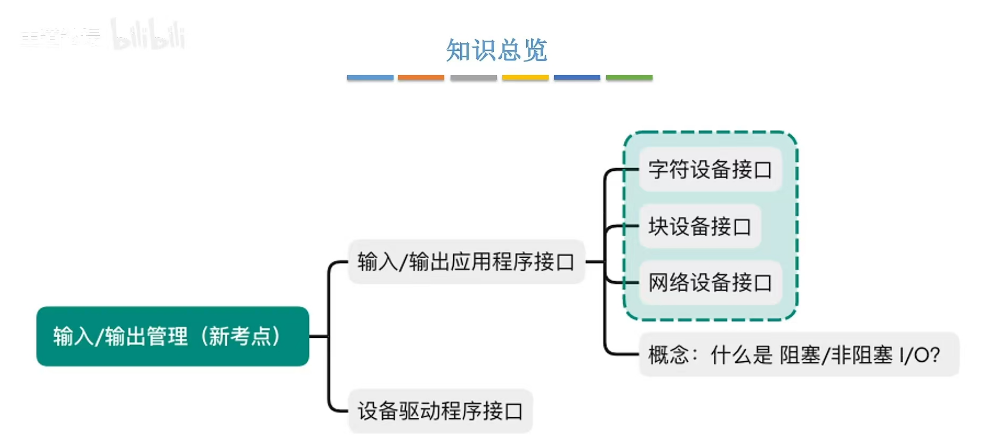 bilibili
知识总览
字符设备接口
块设备接口
输入/输出应用程序接口
网络设备接口
输入/输出管理（新考点）
概念：什么是 阻塞/非阻塞 I/O？
设备驱动程序接口